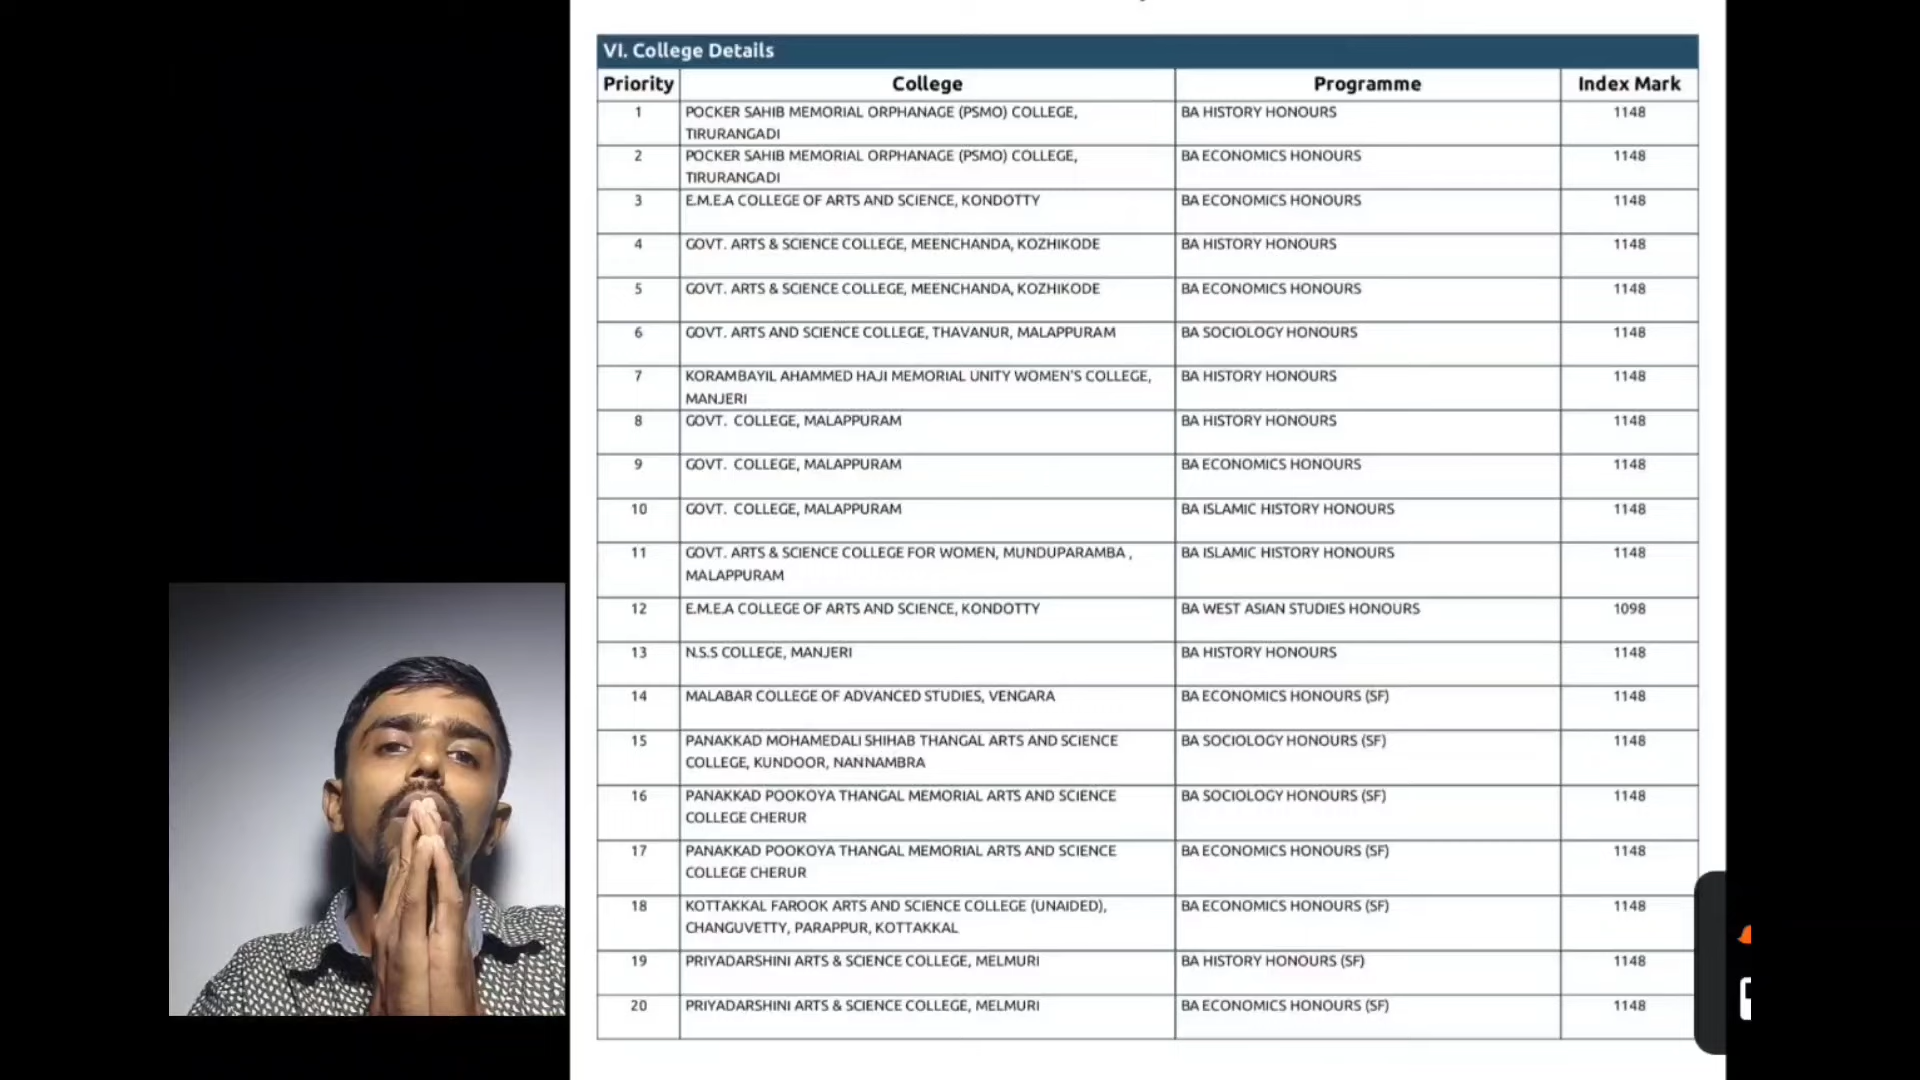 VI. College Details
Priority College Programme Index Mark
1 POCKER SAHIB MEMORIAL ORPHANAGE (PSMO) COLLEGE, BA HISTORY HONOURS 1148
TIRURANGADI
2 POCKER SAHIB MEMORIAL ORPHANAGE (PSMO) COLLEGE, BA ECONOMICS HONOURS 1148
TIRURANGADI
3 E.M.E.A COLLEGE OF ARTS AND SCIENCE, KONDOTTY BA ECONOMICS HONOURS 1148
4 GOVT. ARTS & SCIENCE COLLEGE, MEENCHANDA, KOZHIKODE BA HISTORY HONOURS 1148
5 GOVT. ARTS & SCIENCE COLLEGE, MEENCHANDA, KOZHIKODE BA ECONOMICS HONOURS 1148
6 GOVT. ARTS AND SCIENCE COLLEGE, THAVANUR, MALAPPURAM BA SOCIOLOGY HONOURS 1148
7 KORAMBAYIL AHAMMED HAJI MEMORIAL UNITY WOMEN'S COLLEGE, BA HISTORY HONOURS 1148
MANJERI
8 GOVT. COLLEGE, MALAPPURAM BA HISTORY HONOURS 1148
9 GOVT. COLLEGE, MALAPPURAM BA ECONOMICS HONOURS 1148
10 GOVT. COLLEGE, MALAPPURAM BA ISLAMIC HISTORY HONOURS 1148
11 GOVT. ARTS & SCIENCE COLLEGE FOR WOMEN, MUNDUPARAMBA , BA ISLAMIC HISTORY HONOURS 1148
MALAPPURAM
12 E.M.E.A COLLEGE OF ARTS AND SCIENCE, KONDOTTY BA WEST ASIAN STUDIES HONOURS 1098
13 N.S.S COLLEGE, MANJERI BA HISTORY HONOURS 1148
14 MALABAR COLLEGE OF ADVANCED STUDIES, VENGARA BA ECONOMICS HONOURS (SF) 1148
15 PANAKKAD MOHAMEDALI SHIHAB THANGAL ARTS AND SCIENCE BA SOCIOLOGY HONOURS (SF) 1148
COLLEGE, KUNDOOR, NANNAMBRA
16 PANAKKAD POOKOYA THANGAL MEMORIAL ARTS AND SCIENCE BA SOCIOLOGY HONOURS (SF) 1148
COLLEGE CHERUR
17 PANAKKAD POOKOYA THANGAL MEMORIAL ARTS AND SCIENCE BA ECONOMICS HONOURS (SF) 1148
COLLEGE CHERUR
18 KOTTAKKAL FAROOK ARTS AND SCIENCE COLLEGE (UNAIDED), BA ECONOMICS HONOURS (SF) 1148
CHANGUVETTY, PARAPPUR, KOTTAKKAL
19 PRIYADARSHINI ARTS & SCIENCE COLLEGE, MELMURI BA HISTORY HONOURS (SF) 1148
20 PRIYADARSHINI ARTS & SCIENCE COLLEGE, MELMURI BA ECONOMICS HONOURS (SF) 1148